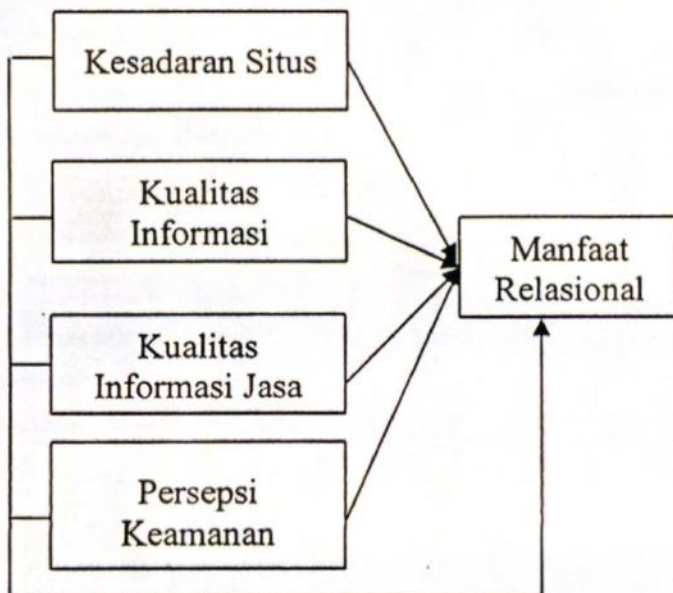 Kesadaran Situs
Kualitas
Informasi
Manfaat
Relasional
Kualitas
Informasi Jasa
Persepsi
Keamanan